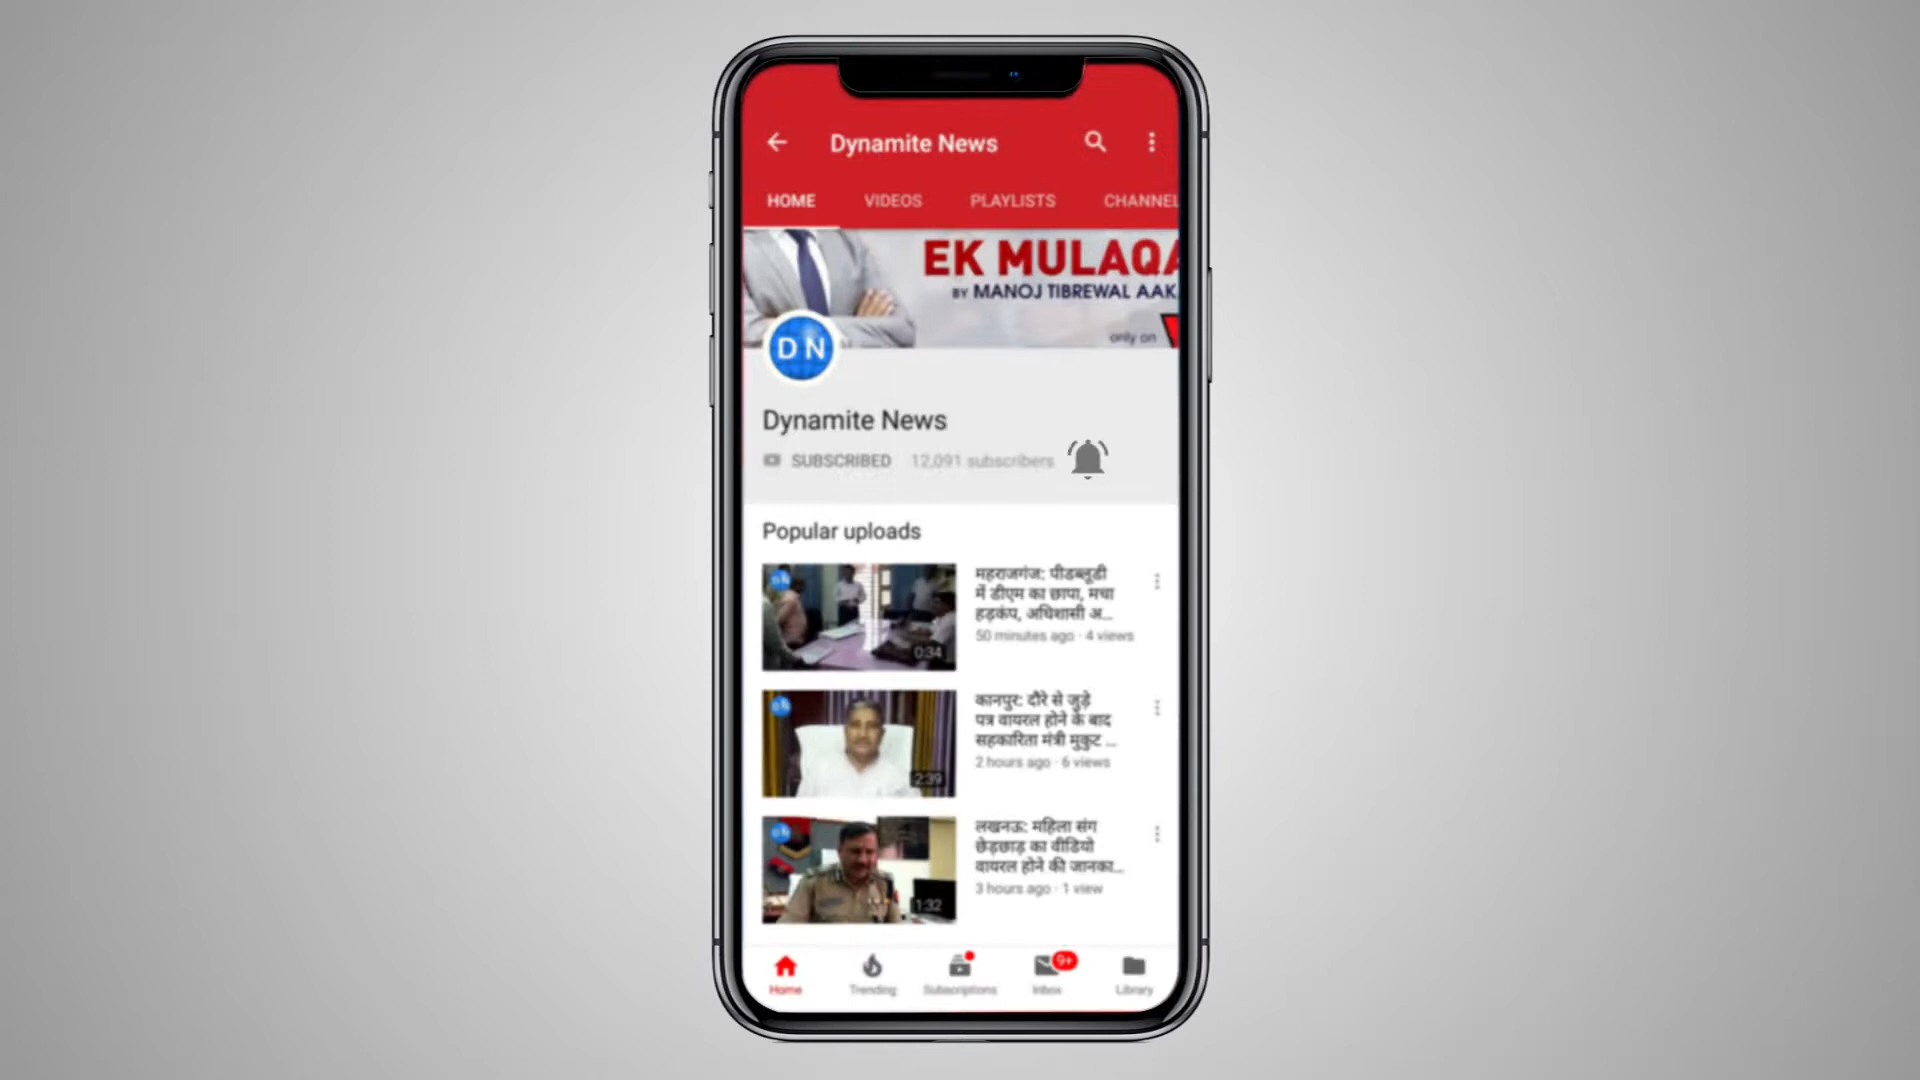 Dynamite News
HOME VIDEOS PLAYLISTS CHANNEL
EK MULAQA
BY MANOJ TIBREWAL AAK
only on
D N
Dynamite News
SUBSCRIBED 12,091 subscribers
Popular uploads
DN
महराजगंज: पीडब्लूडी
में डीएम का छापा, मचा
हड़कंप, अधिशासी अ...
50 minutes ago · 4 views
0:34
DN
कानपुर: दौरे से जुड़े
पत्र वायरल होने के बाद
सहकारिता मंत्री मुकुट ...
2 hours ago · 6 views
2:39
DN
लखनऊ: महिला संग
छेड़छाड़ का वीडियो
वायरल होने की जानका...
3 hours ago · 1 view
1:32
9+
Home Trending Subscriptions Inbox Library